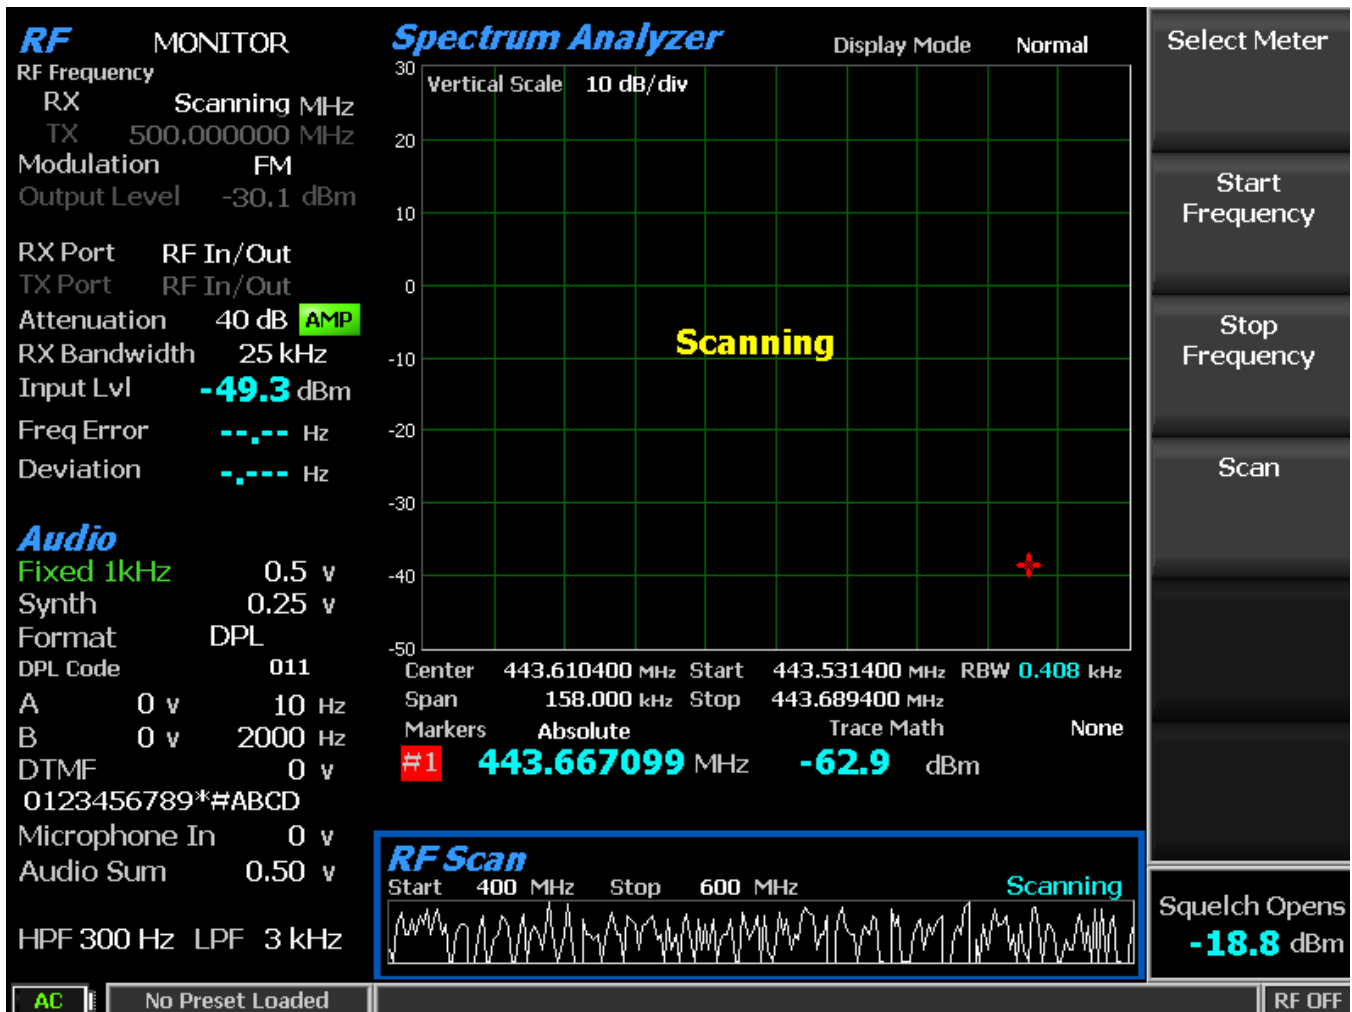 RF MONITOR
RF Frequency
RX Scanning MHz
TX 500.000000 MHz
Modulation FM
Output Level -30.1 dBm
RX Port RF In/Out
TX Port RF In/Out
Attenuation 40 dB AMP
RX Bandwidth 25 kHz
Input Lvl -49.3 dBm
Freq Error --.-- Hz
Deviation -.--- Hz
Audio
Fixed 1kHz 0.5 v
Synth 0.25 v
Format DPL
DPL Code 011
A 0 v 10 Hz
B 0 v 2000 Hz
DTMF 0 v
0123456789*#ABCD
Microphone In 0 v
Audio Sum 0.50 v
HPF 300 Hz LPF 3 kHz
Spectrum Analyzer Display Mode Normal
Vertical Scale 10 dB/div
30
20
10
0
-10
-20
-30
-40
-50
Scanning
Center 443.610400 MHz Start 443.531400 MHz RBW 0.408 kHz
Span 158.000 kHz Stop 443.689400 MHz
Markers Absolute Trace Math None
#1 443.667099 MHz -62.9 dBm
RF Scan
Start 400 MHz Stop 600 MHz Scanning
Select Meter
Start
Frequency
Stop
Frequency
Scan
Squelch Opens
-18.8 dBm
AC No Preset Loaded RF OFF